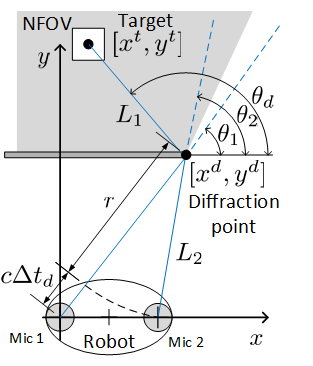 NFOV
Target
y
[x^t, y^t]
L_1
θ_d
θ_2
θ_1
[x^d, y^d]
r
Diffraction
point
L_2
cΔt_d
Mic 1
Robot
Mic 2
x